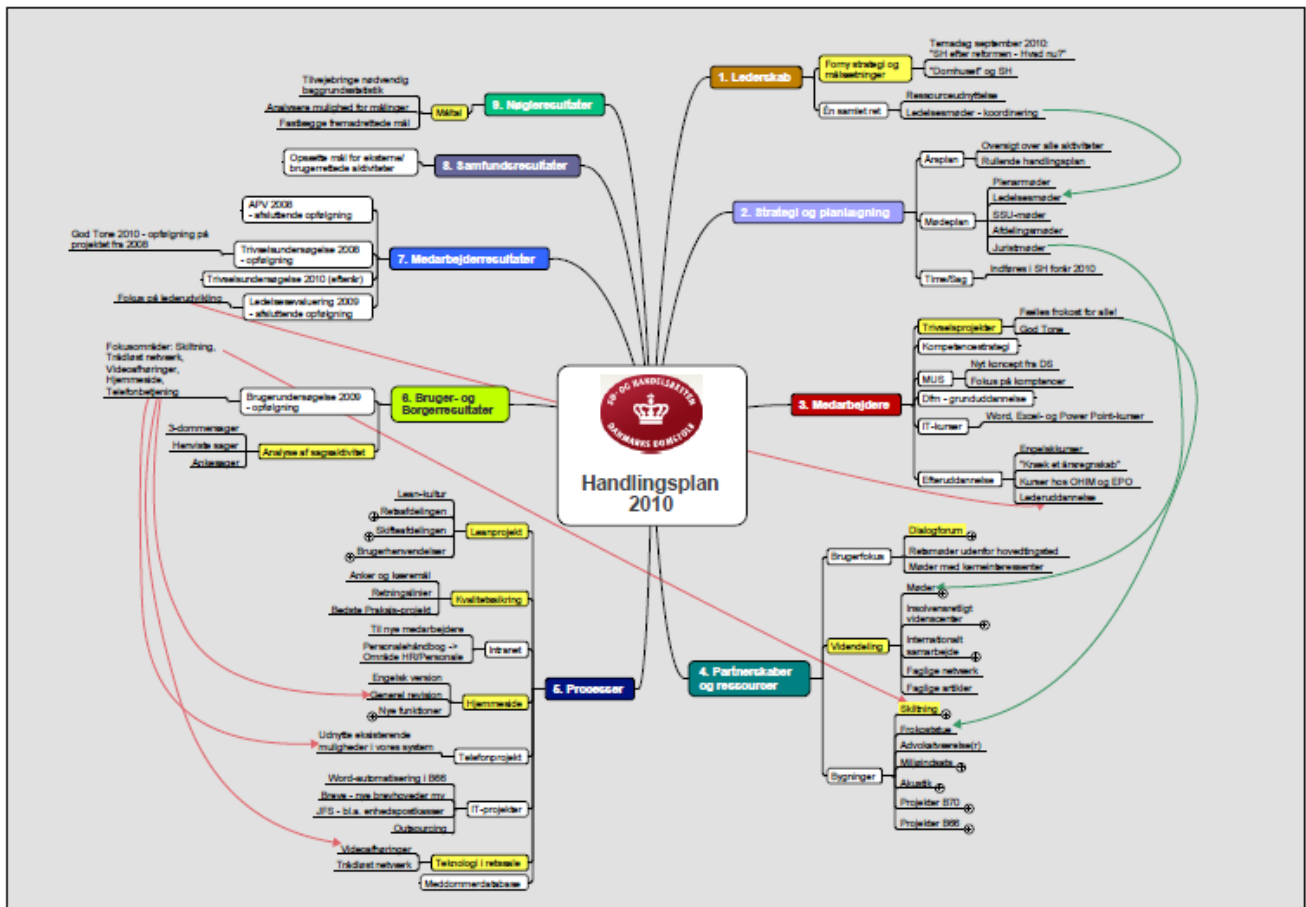 SØ- OG HANDELSRETTEN
DANMARKS DOMSTOLE
Handlingsplan
2010
1. Lederskab
Forny strategi og
målsætninger
Temadag september 2010:
"SH efter reformen - Hvad nu?"
"Domhuset" og SH
Én samlet ret
Ressourceudnyttelse
Ledelsesmøder - koordinering
2. Strategi og planlægning
Årsplan
Oversigt over alle aktiviteter
Rullende handlingsplan
Mødeplan
Plenarmøder
Ledelsesmøder
SSU-møder
Afdelingsmøder
Juristmøder
Time/Sag
Indføres i SH forår 2010
3. Medarbejdere
Trivselsprojekter
Fælles frokost for alle!
God Tone
Kompetencestrategi
MUS
Nyt koncept fra DS
Fokus på komptencer
Dfm - grunduddannelse
IT-kurser
Word, Excel- og Power Point-kurser
Efteruddannelse
Engelskkurser
"Knæk et årsregnskab"
Kurser hos OHIM og EPO
Lederuddannelse
4. Partnerskaber
og ressourcer
Brugerfokus
Dialogforum
Retsmøder udenfor hovedtingsted
Møder med kerneinteressenter
Videndeling
Møder
Insolvensretligt
videnscenter
Internationalt
samarbejde
Faglige netværk
Faglige artikler
Bygninger
Skiltning
Frokoststue
Advokatværelse(r)
Miljøindsats
Akustik
Projekter B70
Projekter B66
5. Processer
Leanprojekt
Lean-kultur
Retsafdelingen
Skifteafdelingen
Brugerhenvendelser
Kvalitetssikring
Anker og kæremål
Retningslinier
Bedste Praksis-projekt
Intranet
Til nye medarbejdere
Personalehåndbog ->
Område HR/Personale
Hjemmeside
Engelsk version
Generel revision
Nye funktioner
Telefonprojekt
Udnytte eksisterende
muligheder i vores system
IT-projekter
Word-automatisering i B66
Breve - nye brevhoveder mv
JFS - bl.a. enhedspostkasser
Outsourcing
Teknologi i retssale
Videoafhøringer
Trådløst netværk
Meddommerdatabase
6. Bruger- og
Borgerresultater
Brugerundersøgelse 2009
- opfølgning
Fokusområder: Skiltning,
Trådløst netværk,
Videoafhøringer,
Hjemmeside,
Telefonbetjening
Analyse af sagsaktivitet
3-dommersager
Henviste sager
Ankesager
7. Medarbejderresultater
APV 2008
- afsluttende opfølgning
Trivselsundersøgelse 2008
- opfølgning
God Tone 2010 - opfølgning på
projektet fra 2008
Trivselsundersøgelse 2010 (efterår)
Ledelsesevaluering 2009
- afsluttende opfølgning
Fokus på lederudvikling
8. Samfundsresultater
Opsætte mål for eksterne/
brugerrettede aktiviteter
9. Nøgleresultater
Måltal
Tilvejebringe nødvendig
baggrundsstatistik
Analysere mulighed for målinger
Fastlægge fremadrettede mål